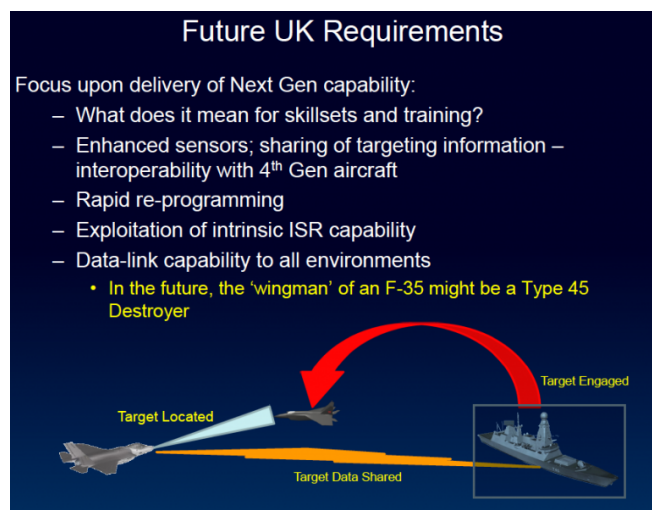 Future UK Requirements
Focus upon delivery of Next Gen capability:
– What does it mean for skillsets and training?
– Enhanced sensors; sharing of targeting information –
interoperability with 4th Gen aircraft
– Rapid re-programming
– Exploitation of intrinsic ISR capability
– Data-link capability to all environments
• In the future, the ‘wingman’ of an F-35 might be a Type 45
Destroyer
Target Engaged
Target Located
Target Data Shared